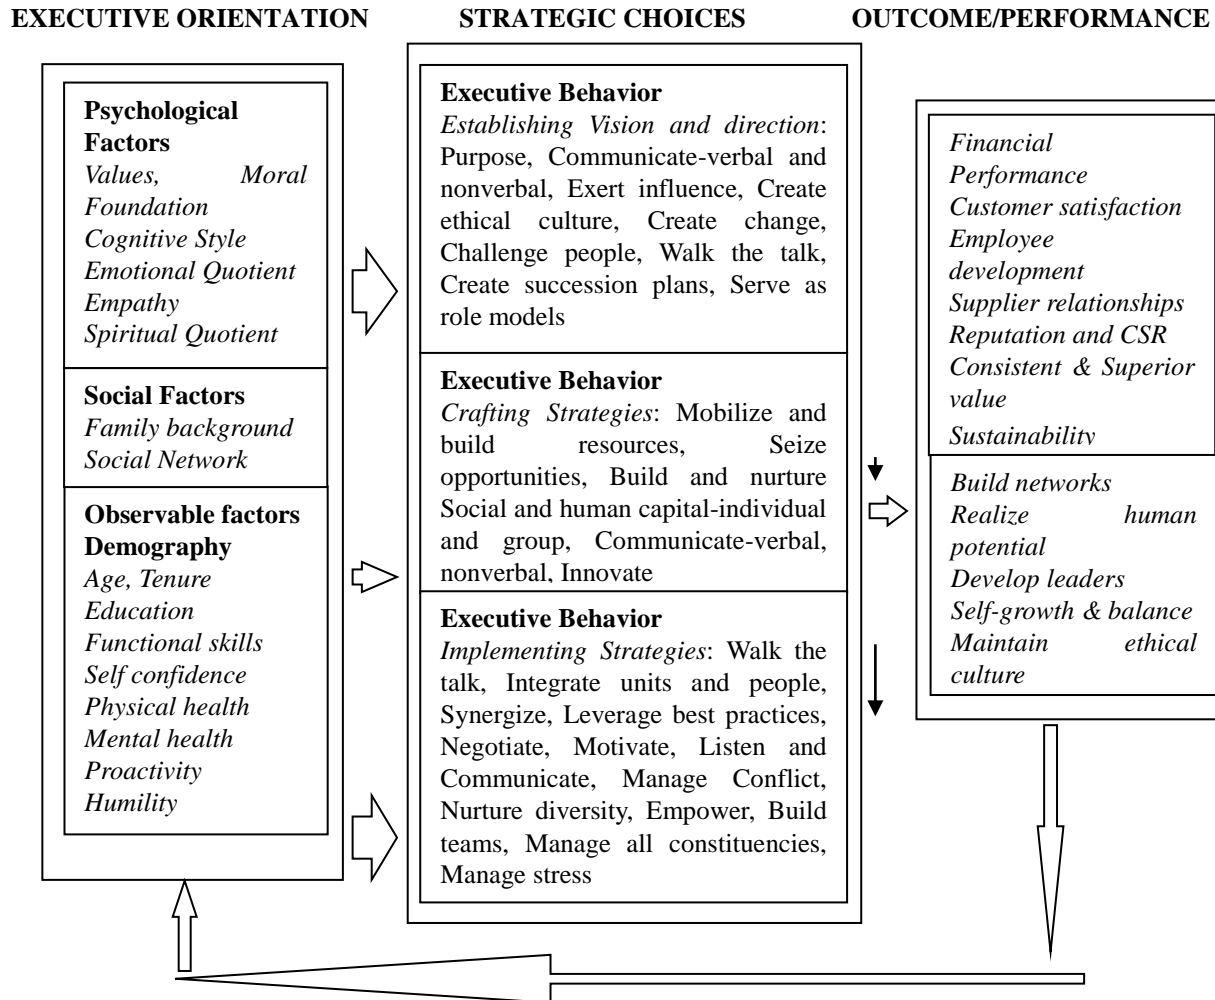 EXECUTIVE ORIENTATION
STRATEGIC CHOICES
OUTCOME/PERFORMANCE
Psychological
Factors
Values, Moral
Foundation
Cognitive Style
Emotional Quotient
Empathy
Spiritual Quotient
Social Factors
Family background
Social Network
Observable factors
Demography
Age, Tenure
Education
Functional skills
Self confidence
Physical health
Mental health
Proactivity
Humility
Executive Behavior
Establishing Vision and direction:
Purpose, Communicate-verbal and
nonverbal, Exert influence, Create
ethical culture, Create change,
Challenge people, Walk the talk,
Create succession plans, Serve as
role models
Executive Behavior
Crafting Strategies: Mobilize and
build resources, Seize
opportunities, Build and nurture
Social and human capital-individual
and group, Communicate-verbal,
nonverbal, Innovate
Executive Behavior
Implementing Strategies: Walk the
talk, Integrate units and people,
Synergize, Leverage best practices,
Negotiate, Motivate, Listen and
Communicate, Manage Conflict,
Nurture diversity, Empower, Build
teams, Manage all constituencies,
Manage stress
Financial
Performance
Customer satisfaction
Employee
development
Supplier relationships
Reputation and CSR
Consistent & Superior
value
Sustainability
Build networks
Realize human
potential
Develop leaders
Self-growth & balance
Maintain ethical
culture